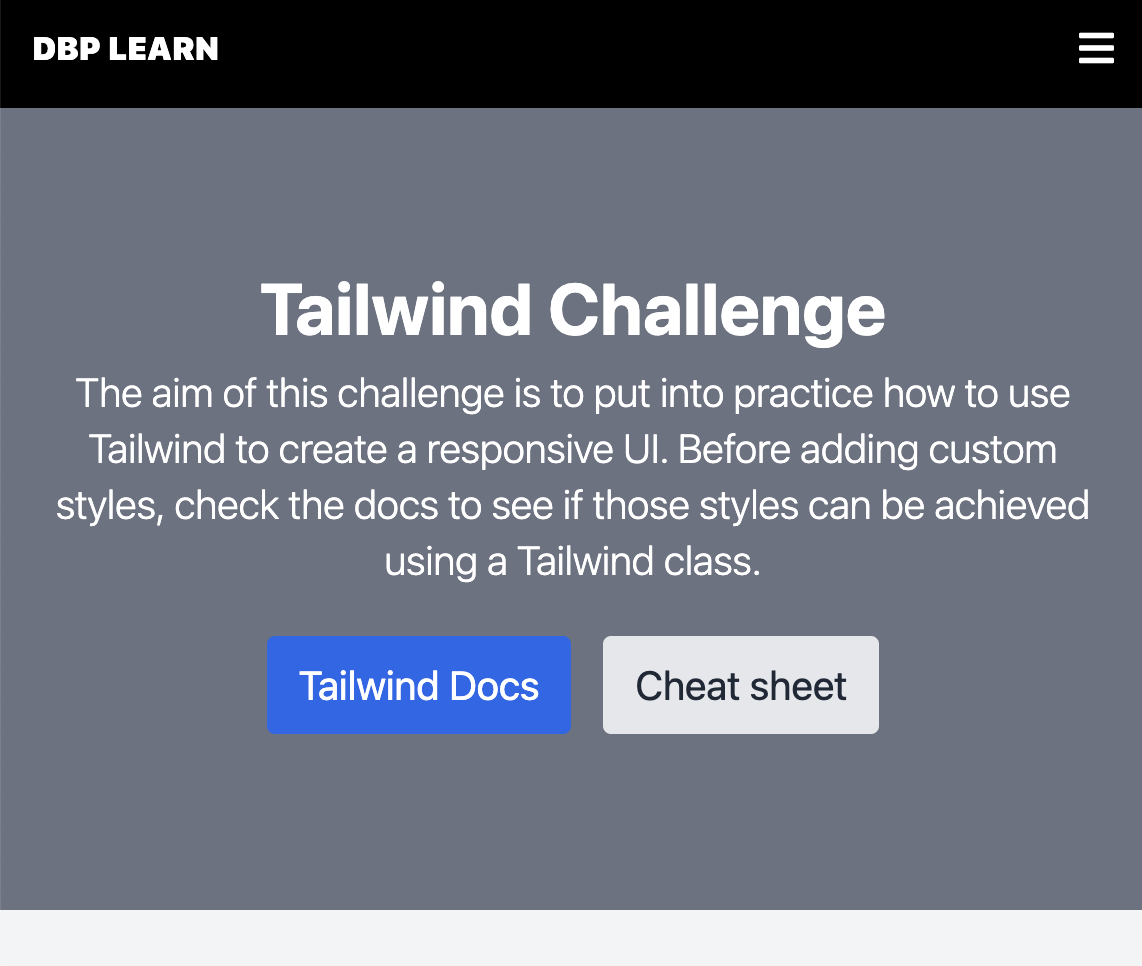 DBP LEARN
Tailwind Challenge
The aim of this challenge is to put into practice how to use
Tailwind to create a responsive UI. Before adding custom
styles, check the docs to see if those styles can be achieved
using a Tailwind class.
Tailwind Docs
Cheat sheet